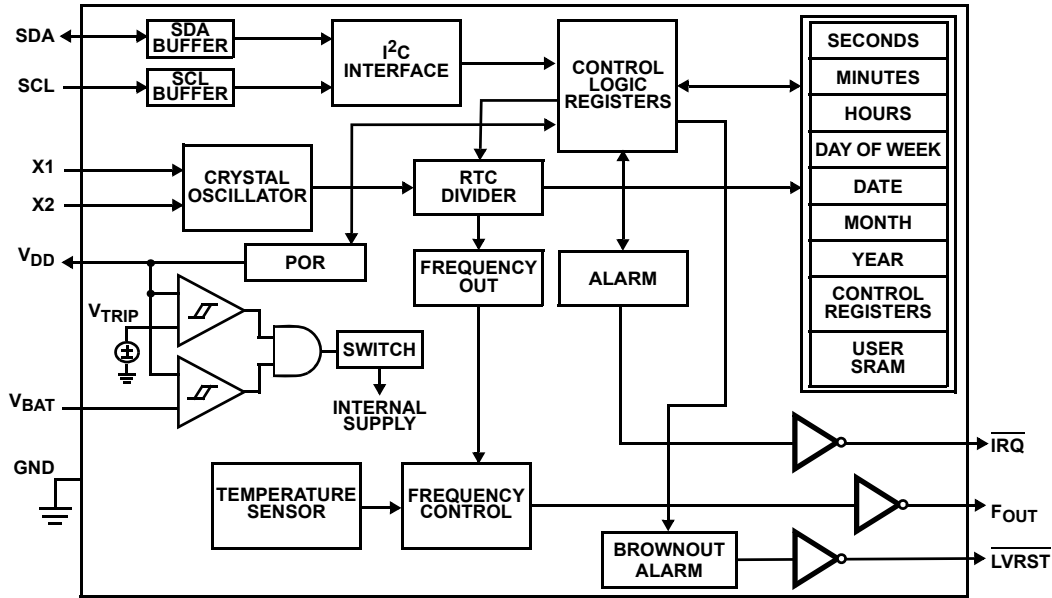 SDA
SDA
BUFFER
I²C
INTERFACE
CONTROL
LOGIC
REGISTERS
SECONDS
MINUTES
HOURS
DAY OF WEEK
DATE
MONTH
YEAR
CONTROL
REGISTERS
USER
SRAM
SCL
SCL
BUFFER
X1
X2
CRYSTAL
OSCILLATOR
RTC
DIVIDER
VDD
POR
FREQUENCY
OUT
ALARM
VTRIP
SWITCH
INTERNAL
SUPPLY
VBAT
GND
TEMPERATURE
SENSOR
FREQUENCY
CONTROL
BROWNOUT
ALARM
IRQ
FOUT
LVRST